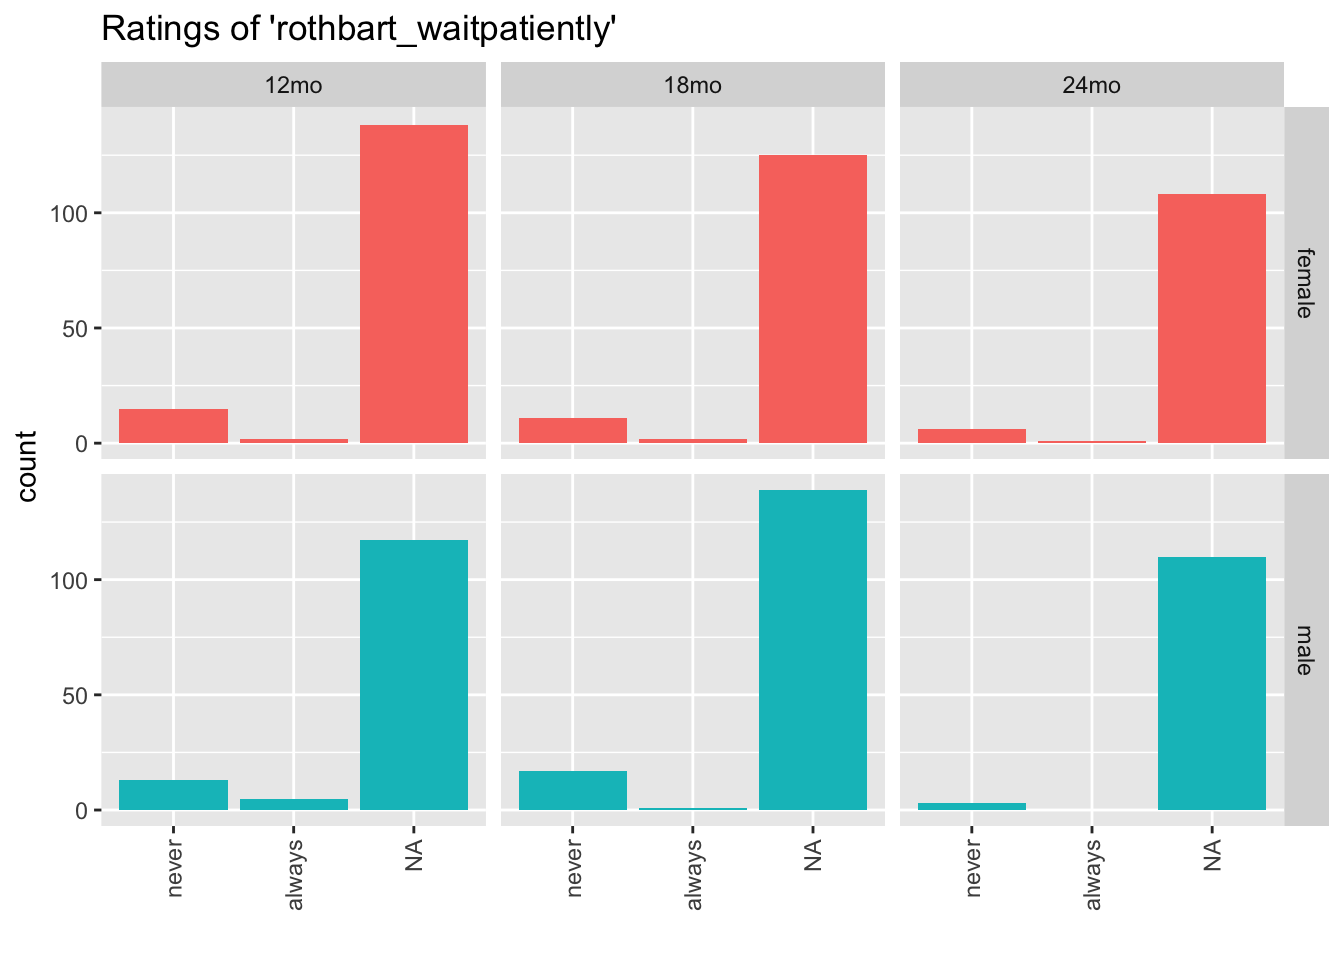 Ratings of 'rothbart_waitpatiently'
12mo
18mo
24mo
100
50
0
female
count
100
50
0
male
never
always
NA
never
always
NA
never
always
NA